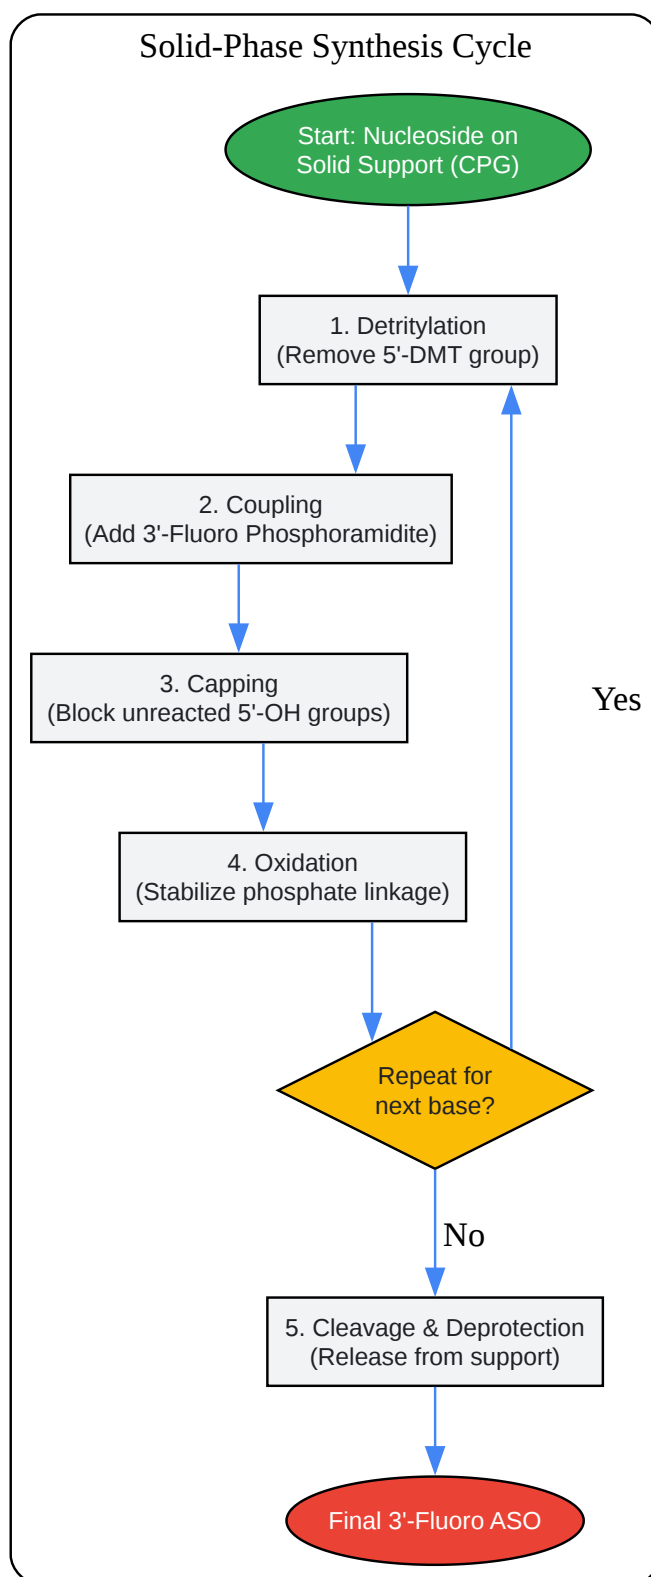 Solid-Phase Synthesis Cycle
Start: Nucleoside on
Solid Support (CPG)
1. Detritylation
(Remove 5'-DMT group)
2. Coupling
(Add 3'-Fluoro Phosphoramidite)
3. Capping
(Block unreacted 5'-OH groups)
Yes
4. Oxidation
(Stabilize phosphate linkage)
Repeat for
next base?
No
5. Cleavage & Deprotection
(Release from support)
Final 3'-Fluoro ASO